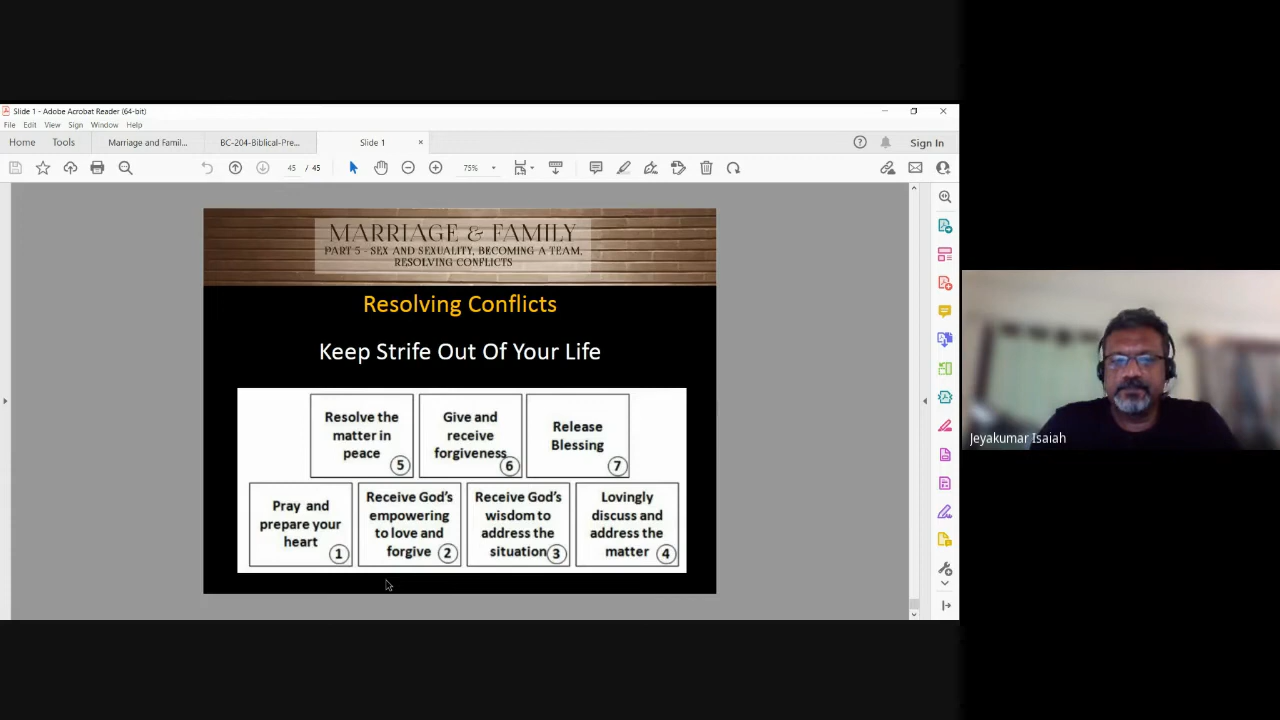 Slide 1 - Adobe Acrobat Reader (64-bit)
File Edit View Sign Window Help
Home Tools Marriage and Famil... BC-204-Biblical-Pre... Slide 1 × Sign In
45 / 45 75%
MARRIAGE & FAMILY
PART 5 - SEX AND SEXUALITY, BECOMING A TEAM,
RESOLVING CONFLICTS
Resolving Conflicts
Keep Strife Out Of Your Life
Resolve the
matter in
peace
5
Give and
receive
forgiveness
6
Release
Blessing
7
Pray and
prepare your
heart
1
Receive God's
empowering
to love and
forgive
2
Receive God's
wisdom to
address the
situation
3
Lovingly
discuss and
address the
matter
4
Jeyakumar Isaiah